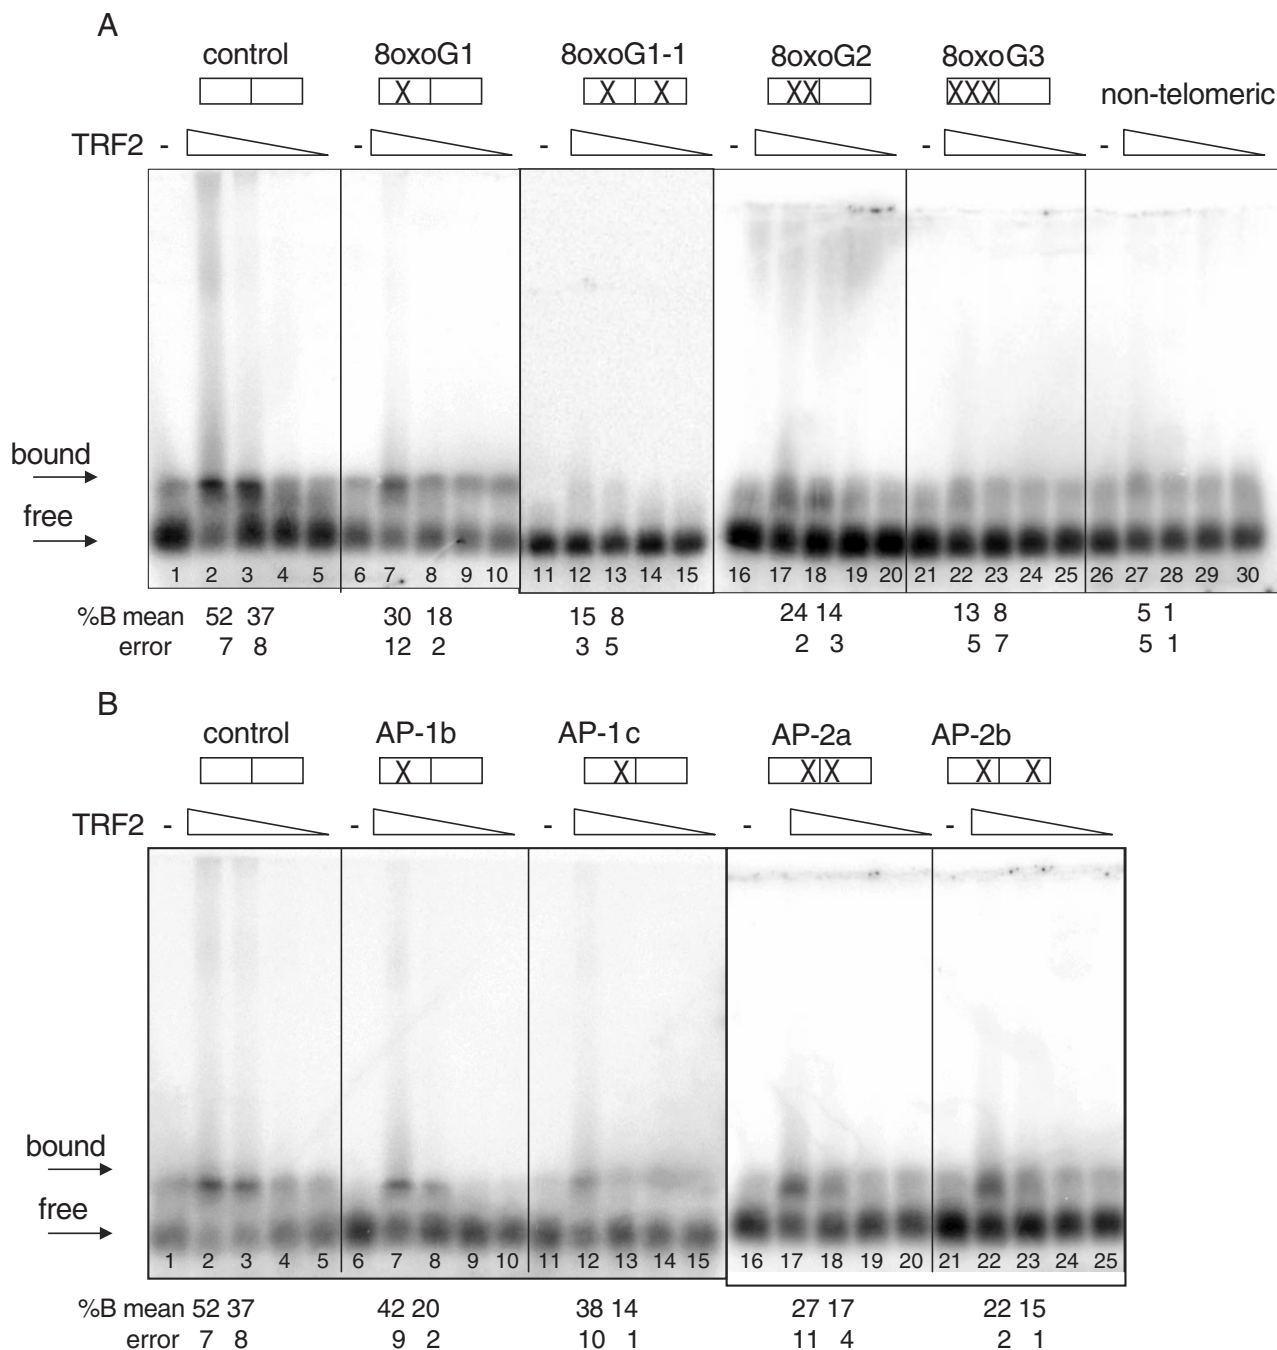 A
control 8oxoG1 8oxoG1-1 8oxoG2 8oxoG3 non-telomeric
X X X XX XXX
TRF2 - - - - - -
bound
free
1 2 3 4 5 6 7 8 9 10 11 12 13 14 15 16 17 18 19 20 21 22 23 24 25 26 27 28 29 30
%B mean 52 37 30 18 15 8 24 14 13 8 5 1
error 7 8 12 2 3 5 2 3 5 7 5 1
B
control AP-1b AP-1c AP-2a AP-2b
X X X X X X
TRF2 - - - - -
bound
free
1 2 3 4 5 6 7 8 9 10 11 12 13 14 15 16 17 18 19 20 21 22 23 24 25
%B mean 52 37 42 20 38 14 27 17 22 15
error 7 8 9 2 10 1 11 4 2 1